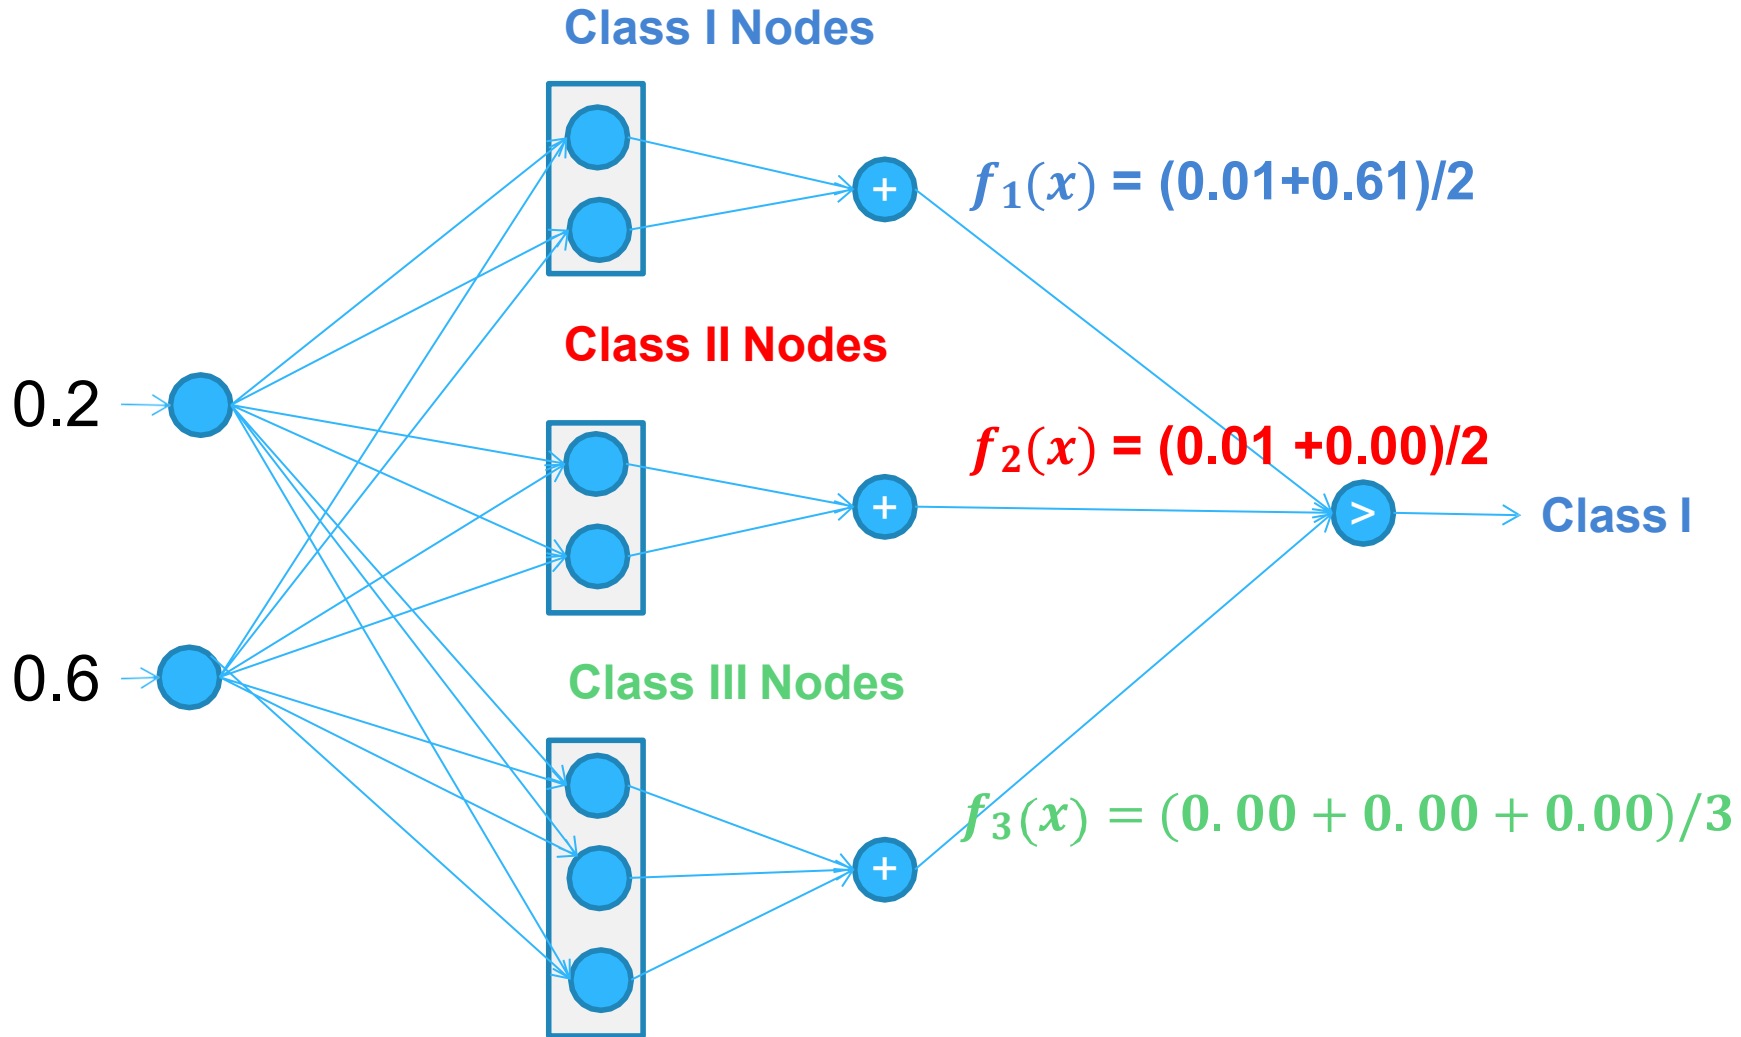 Class I Nodes
+
f₁(x) = (0.01+0.61)/2
Class II Nodes
0.2
f₂(x) = (0.01 +0.00)/2
+
>
Class I
0.6
Class III Nodes
f₃(x) = (0.00 + 0.00 + 0.00)/3
+